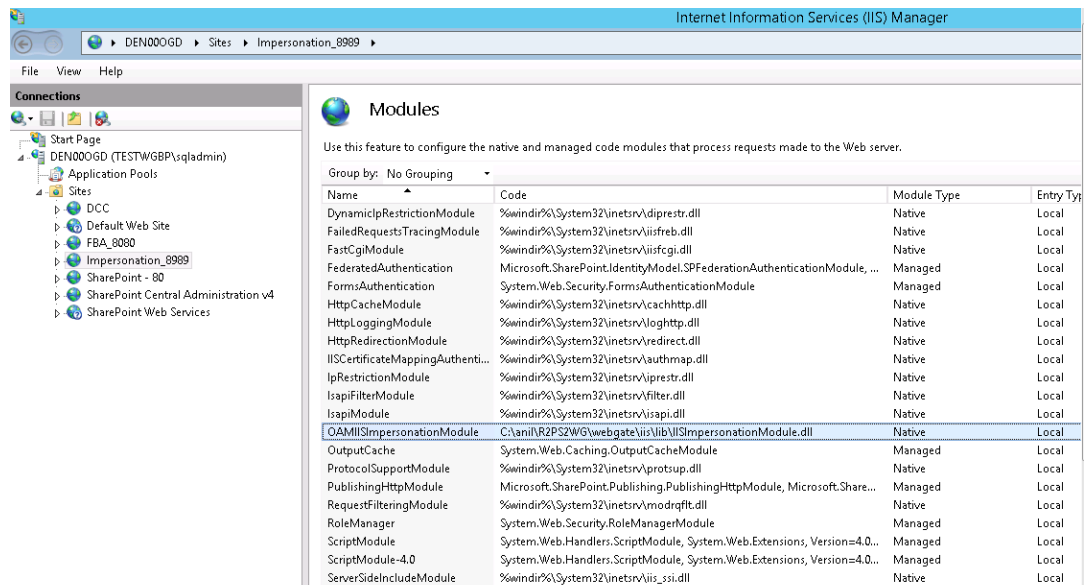 Internet Information Services (IIS) Manager
DEN00OGD Sites Impersonation_8989
File View Help
Connections
Start Page
DEN00OGD (TESTWGBP\sqladmin)
Application Pools
Sites
DCC
Default Web Site
FBA_8080
Impersonation_8989
SharePoint - 80
SharePoint Central Administration v4
SharePoint Web Services
Modules
Use this feature to configure the native and managed code modules that process requests made to the Web server.
Group by: No Grouping
Name Code Module Type Entry Typ
DynamicIpRestrictionModule %windir%\System32\inetsrv\diprestr.dll Native Local
FailedRequestsTracingModule %windir%\System32\inetsrv\iisfreb.dll Native Local
FastCgiModule %windir%\System32\inetsrv\iisfcgi.dll Native Local
FederatedAuthentication Microsoft.SharePoint.IdentityModel.SPFederationAuthenticationModule, ... Managed Local
FormsAuthentication System.Web.Security.FormsAuthenticationModule Managed Local
HttpCacheModule %windir%\System32\inetsrv\cachhttp.dll Native Local
HttpLoggingModule %windir%\System32\inetsrv\loghttp.dll Native Local
HttpRedirectionModule %windir%\System32\inetsrv\redirect.dll Native Local
IISCertificateMappingAuthenti... %windir%\System32\inetsrv\authmap.dll Native Local
IpRestrictionModule %windir%\System32\inetsrv\iprestr.dll Native Local
IsapiFilterModule %windir%\System32\inetsrv\filter.dll Native Local
IsapiModule %windir%\System32\inetsrv\isapi.dll Native Local
OAMIISImpersonationModule C:\anil\R2PS2WG\webgate\iis\lib\IISImpersonationModule.dll Native Local
OutputCache System.Web.Caching.OutputCacheModule Managed Local
ProtocolSupportModule %windir%\System32\inetsrv\protsup.dll Native Local
PublishingHttpModule Microsoft.SharePoint.Publishing.PublishingHttpModule, Microsoft.Share... Managed Local
RequestFilteringModule %windir%\System32\inetsrv\modrqflt.dll Native Local
RoleManager System.Web.Security.RoleManagerModule Managed Local
ScriptModule System.Web.Handlers.ScriptModule, System.Web.Extensions, Version=4.0... Managed Local
ScriptModule-4.0 System.Web.Handlers.ScriptModule, System.Web.Extensions, Version=4.0... Managed Local
ServerSideIncludeModule %windir%\System32\inetsrv\iis_ssi.dll Native Local